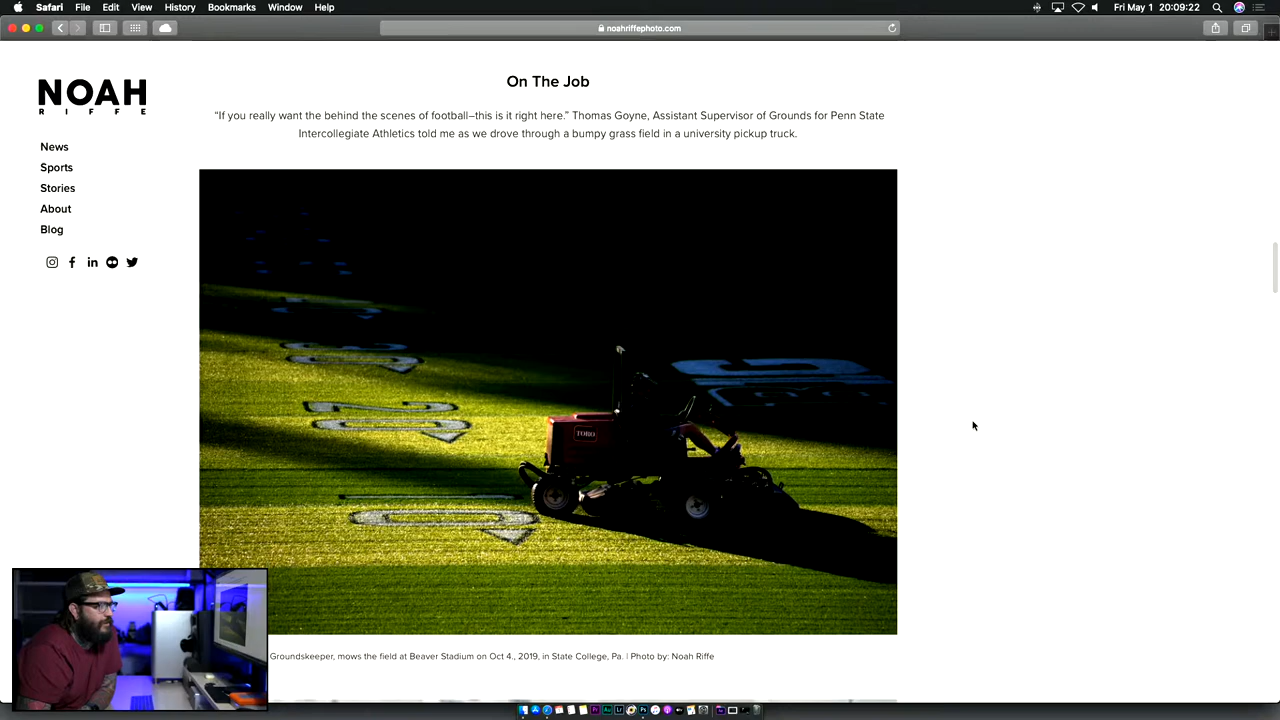 Safari File Edit View History Bookmarks Window Help
Fri May 1 20:09:22
noahriffephoto.com
NOAH
RIFFE
News
Sports
Stories
About
Blog
On The Job
“If you really want the behind the scenes of football–this is it right here.” Thomas Goyne, Assistant Supervisor of Grounds for Penn State
Intercollegiate Athletics told me as we drove through a bumpy grass field in a university pickup truck.
TORO
Groundskeeper, mows the field at Beaver Stadium on Oct 4., 2019, in State College, Pa. | Photo by: Noah Riffe